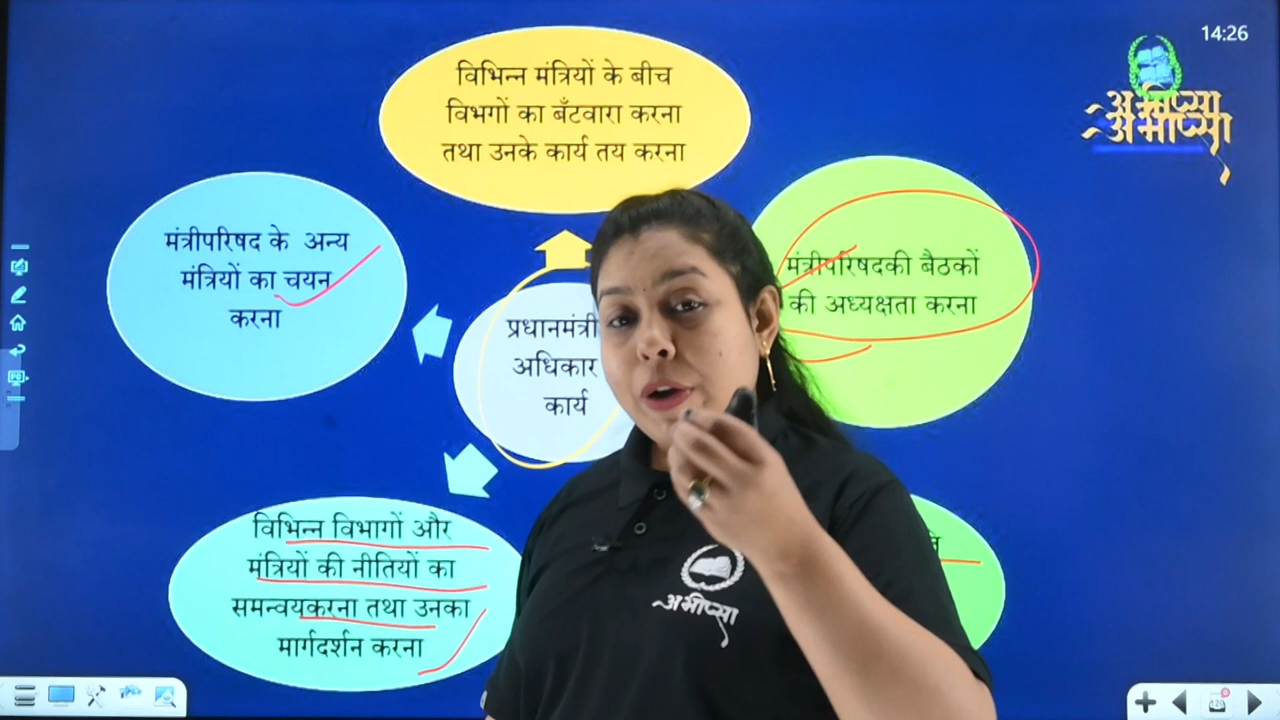 14:26
अभीप्सा
विभिन्न मंत्रियों के बीच
विभगों का बँटवारा करना
तथा उनके कार्य तय करना
मंत्रीपरिषद के अन्य
मंत्रियों का चयन
करना
मंत्रीपरिषदकी बैठकों
की अध्यक्षता करना
प्रधानमंत्री
अधिकार
कार्य
विभिन्न विभागों और
मंत्रियों की नीतियों का
समन्वयकरना तथा उनका
मार्गदर्शन करना
अभीप्सा